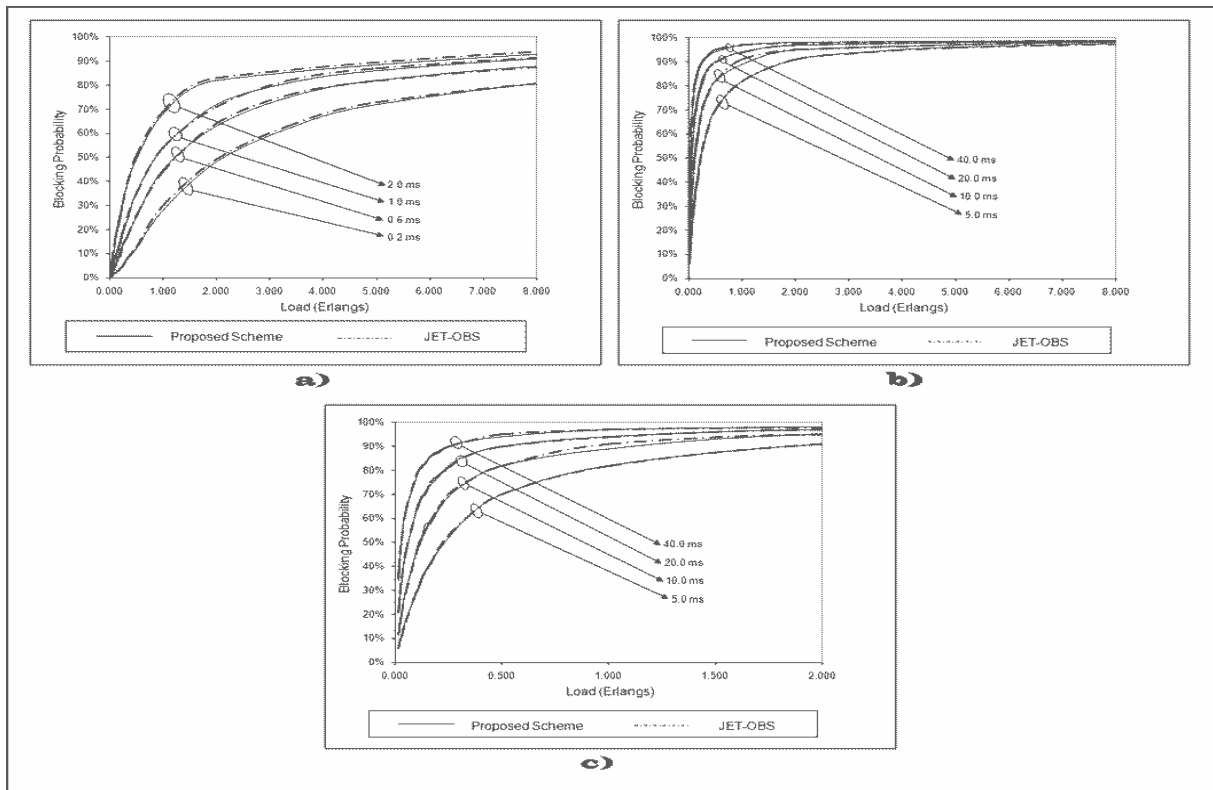 Blocking Probability
100%
90%
80%
70%
60%
50%
40%
30%
20%
10%
0%
2.0 ms
1.0 ms
0.6 ms
0.2 ms
0.000 1.000 2.000 3.000 4.000 5.000 6.000 7.000 8.000
Load (Erlangs)
Proposed Scheme JET-OBS
a)
Blocking Probability
100%
90%
80%
70%
60%
50%
40%
30%
20%
10%
0%
40.0 ms
20.0 ms
10.0 ms
5.0 ms
0.000 1.000 2.000 3.000 4.000 5.000 6.000 7.000 8.000
Load (Erlangs)
Proposed Scheme JET-OBS
b)
Blocking Probability
100%
90%
80%
70%
60%
50%
40%
30%
20%
10%
0%
40.0 ms
20.0 ms
10.0 ms
5.0 ms
0.000 0.500 1.000 1.500 2.000
Load (Erlangs)
Proposed Scheme JET-OBS
c)